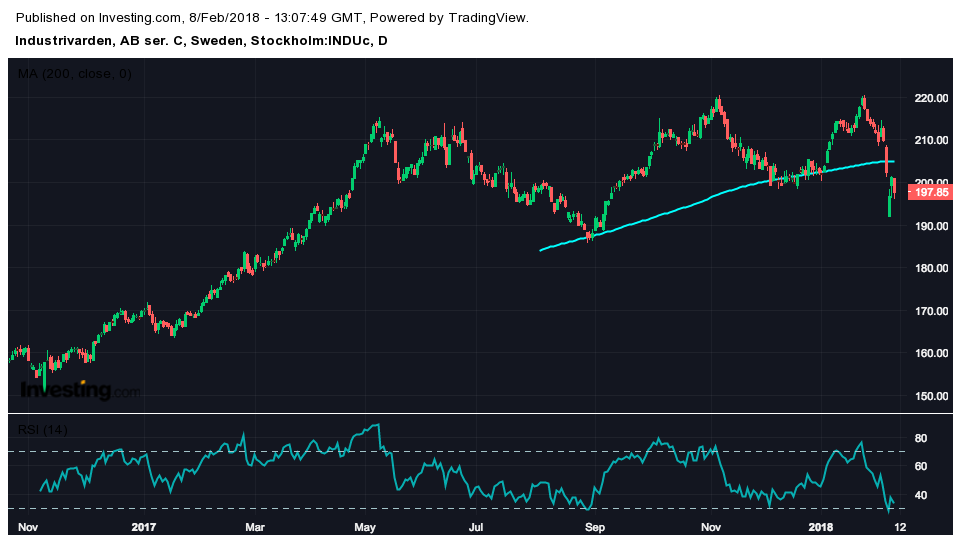 Published on Investing.com, 8/Feb/2018 - 13:07:49 GMT, Powered by TradingView.
Industrivarden, AB ser. C, Sweden, Stockholm:INDUc, D
MA (200, close, 0)
220.00
210.00
200.00
197.85
190.00
180.00
170.00
160.00
150.00
Investing.com
RSI (14)
80
60
40
Nov 2017 Mar May Jul Sep Nov 2018 12